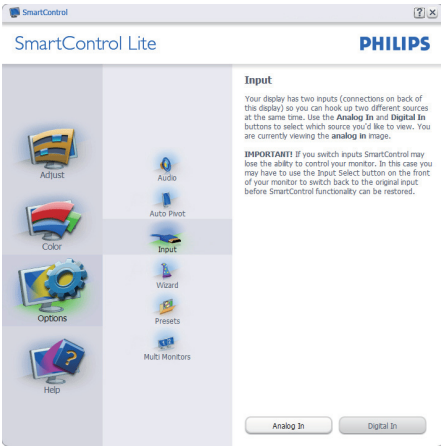 SmartControl
? X
SmartControl Lite
PHILIPS
Adjust
Color
Options
Help
Audio
Auto Pivot
Input
Wizard
Presets
Multi Monitors
Input
Your display has two inputs (connections on back of
this display) so you can hook up two different sources
at the same time. Use the Analog In and Digital In
buttons to select which source you'd like to view. You
are currently viewing the analog in image.
IMPORTANT! If you switch inputs SmartControl may
lose the ability to control your monitor. In this case you
may have to use the Input Select button on the front
of your monitor to switch back to the original input
before SmartControl functionality can be restored.
Analog In
Digital In